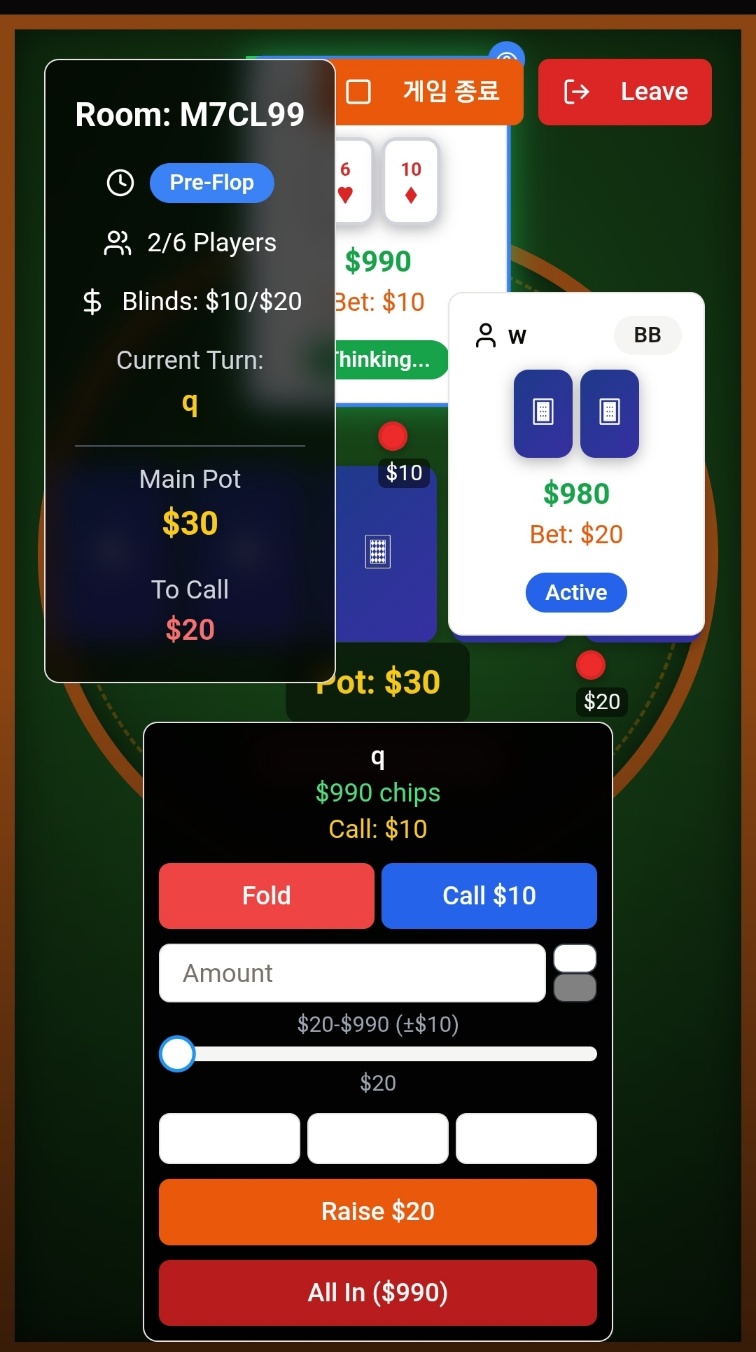 Room: M7CL99
Pre-Flop
2/6 Players
Blinds: $10/$20
Current Turn:
q
Main Pot
$30
To Call
$20
게임 종료
Leave
6
♥
10
♦
$990
Bet: $10
Thinking...
$10
w
BB
$980
Bet: $20
Active
$20
Pot: $30
q
$990 chips
Call: $10
Fold
Call $10
Amount
$20-$990 (±$10)
$20
Raise $20
All In ($990)